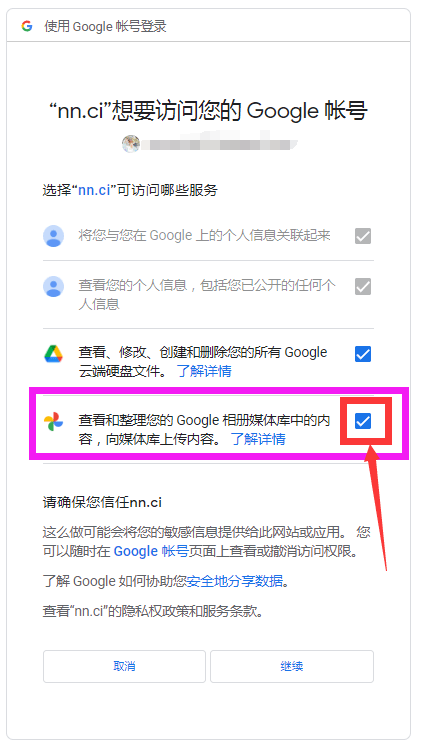 使用 Google 帐号登录
“nn.ci”想要访问您的 Google 帐号
选择“nn.ci”可访问哪些服务
将您与您在 Google 上的个人信息关联起来
查看您的个人信息，包括您已公开的任何个
人信息
查看、修改、创建和删除您的所有 Google
云端硬盘文件。 了解详情
查看和整理您的 Google 相册媒体库中的内
容，向媒体库上传内容。 了解详情
请确保您信任nn.ci
这么做可能会将您的敏感信息提供给此网站或应用。 您
可以随时在 Google 帐号页面上查看或撤消访问权限。
了解 Google 如何协助您安全地分享数据。
查看“nn.ci”的隐私权政策和服务条款。
取消
继续